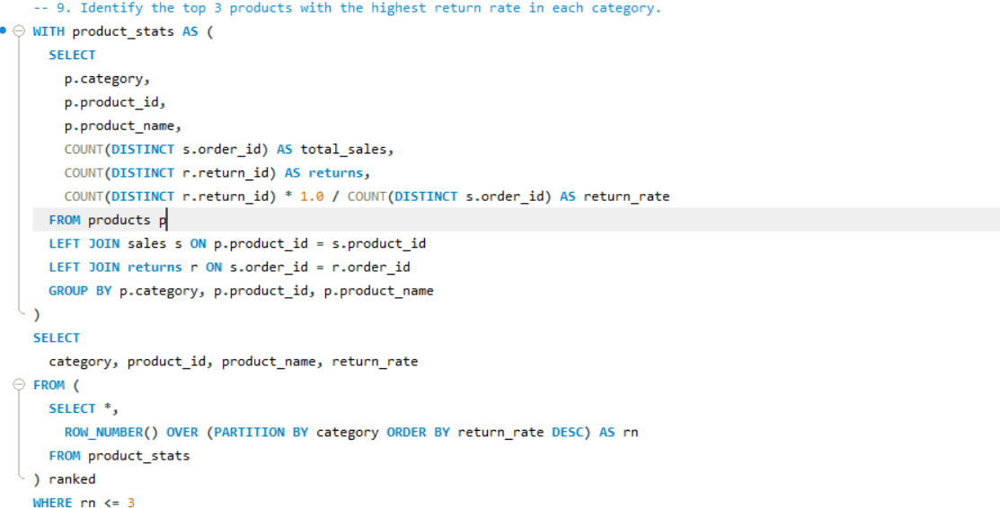 -- 9. Identify the top 3 products with the highest return rate in each category.
WITH product_stats AS (
SELECT
p.category,
p.product_id,
p.product_name,
COUNT(DISTINCT s.order_id) AS total_sales,
COUNT(DISTINCT r.return_id) AS returns,
COUNT(DISTINCT r.return_id) * 1.0 / COUNT(DISTINCT s.order_id) AS return_rate
FROM products p
LEFT JOIN sales s ON p.product_id = s.product_id
LEFT JOIN returns r ON s.order_id = r.order_id
GROUP BY p.category, p.product_id, p.product_name
)
SELECT
category, product_id, product_name, return_rate
FROM (
SELECT *,
ROW_NUMBER() OVER (PARTITION BY category ORDER BY return_rate DESC) AS rn
FROM product_stats
) ranked
WHERE rn <= 3